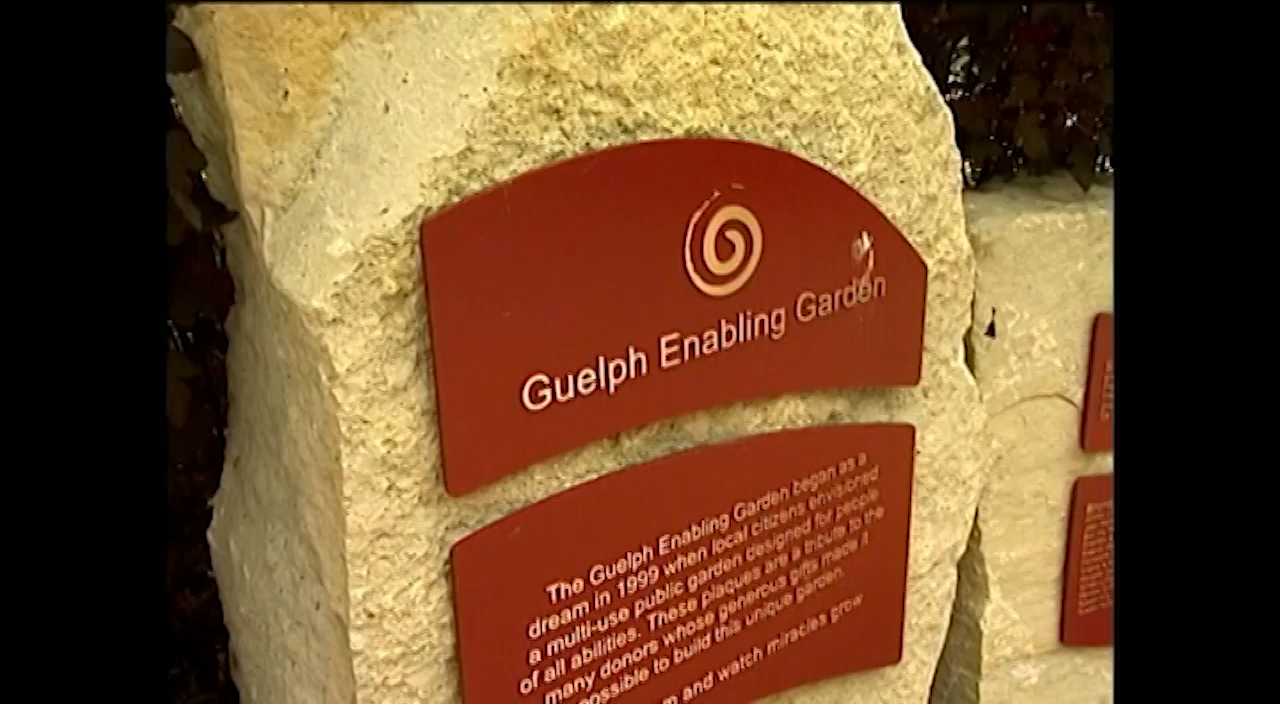 Guelph Enabling Garden
The Guelph Enabling Garden began as a
dream in 1999 when local citizens envisioned
a multi-use public garden designed for people
of all abilities. These plaques are a tribute to the
many donors whose generous gifts made it
possible to build this unique garden.
and watch miracles grow